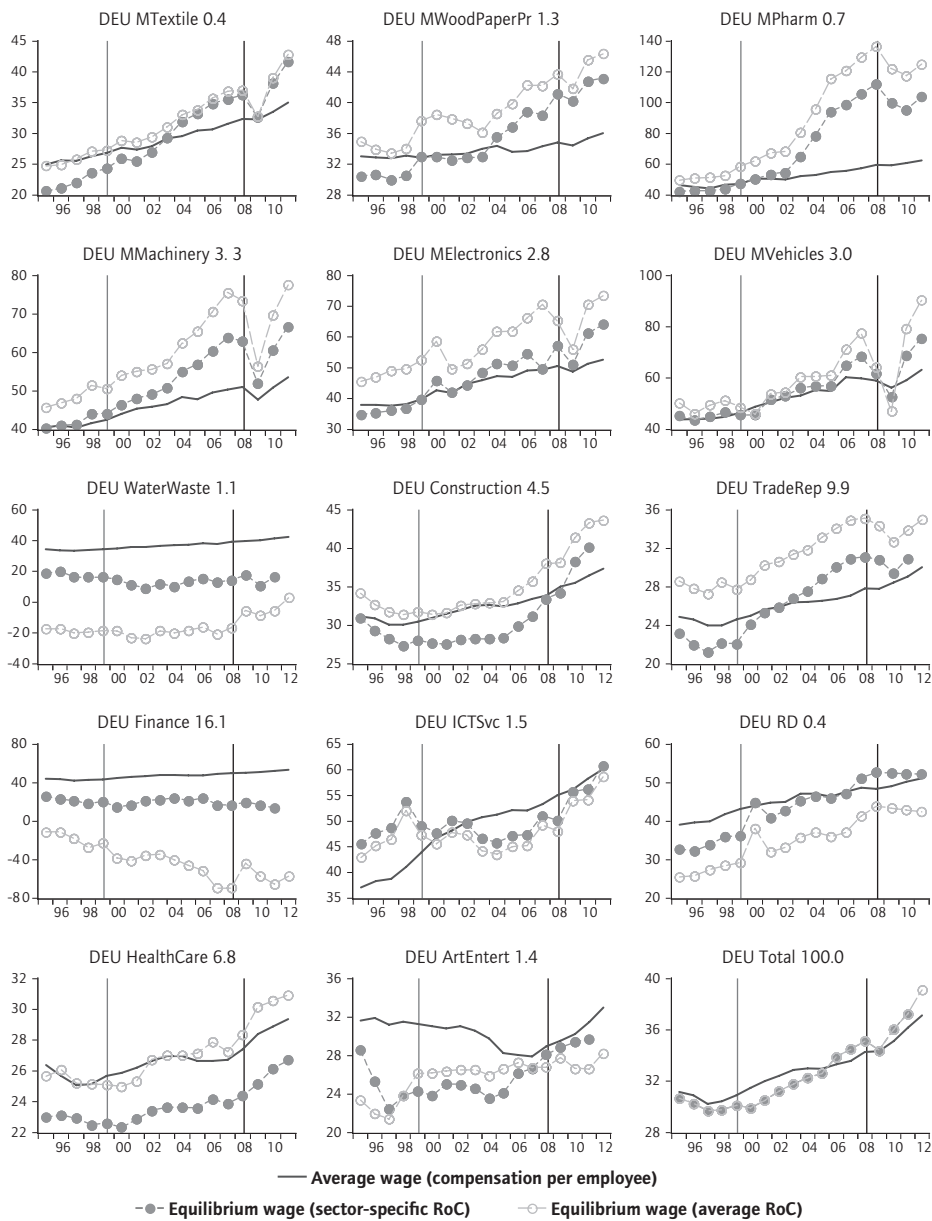 DEU MTextile 0.4 DEU MWoodPaperPr 1.3 DEU MPharm 0.7
45 40 35 30 25 20
96 98 00 02 04 06 08 10
48 44 40 36 32 28
96 98 00 02 04 06 08 10
140 120 100 80 60 40
96 98 00 02 04 06 08 10
DEU MMachinery 3. 3 DEU MElectronics 2.8 DEU MVehicles 3.0
80 70 60 50 40
96 98 00 02 04 06 08 10
80 70 60 50 40 30
96 98 00 02 04 06 08 10
100 80 60 40
96 98 00 02 04 06 08 10
DEU WaterWaste 1.1 DEU Construction 4.5 DEU TradeRep 9.9
60 40 20 0 -20 -40
96 98 00 02 04 06 08 10 12
45 40 35 30 25
96 98 00 02 04 06 08 10 12
36 32 28 24 20
96 98 00 02 04 06 08 10 12
DEU Finance 16.1 DEU ICTSvc 1.5 DEU RD 0.4
80 40 0 -40 -80
96 98 00 02 04 06 08 10 12
65 60 55 50 45 40 35
96 98 00 02 04 06 08 10
60 50 40 30 20
96 98 00 02 04 06 08 10
DEU HealthCare 6.8 DEU ArtEntert 1.4 DEU Total 100.0
32 30 28 26 24 22
96 98 00 02 04 06 08 10
36 32 28 24 20
96 98 00 02 04 06 08 10 12
40 36 32 28
96 98 00 02 04 06 08 10
Average wage (compensation per employee)
Equilibrium wage (sector-specific RoC) Equilibrium wage (average RoC)